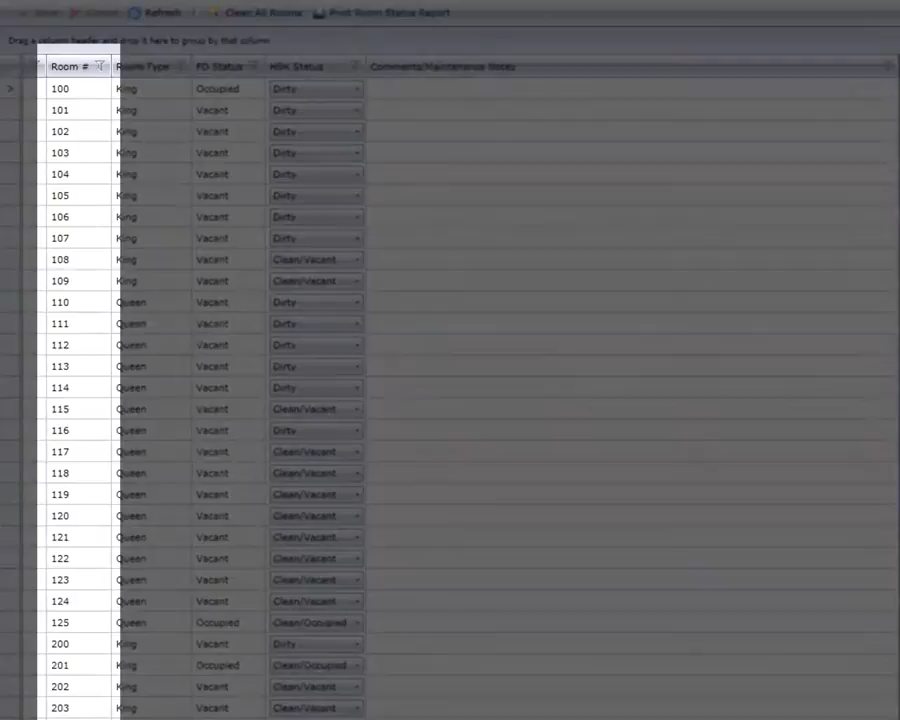 Save Cancel Refresh Clean All Rooms Print Room Status Report
Drag a column header and drop it here to group by that column
Room # Room Type FD Status HSK Status Comments/Maintenance Notes
100 King Occupied Dirty
101 King Vacant Dirty
102 King Vacant Dirty
103 King Vacant Dirty
104 King Vacant Dirty
105 King Vacant Dirty
106 King Vacant Dirty
107 King Vacant Dirty
108 King Vacant Clean/Vacant
109 King Vacant Clean/Vacant
110 Queen Vacant Dirty
111 Queen Vacant Dirty
112 Queen Vacant Dirty
113 Queen Vacant Dirty
114 Queen Vacant Dirty
115 Queen Vacant Clean/Vacant
116 Queen Vacant Dirty
117 Queen Vacant Clean/Vacant
118 Queen Vacant Clean/Vacant
119 Queen Vacant Clean/Vacant
120 Queen Vacant Clean/Vacant
121 Queen Vacant Clean/Vacant
122 Queen Vacant Clean/Vacant
123 Queen Vacant Clean/Vacant
124 Queen Vacant Clean/Vacant
125 Queen Occupied Clean/Occupied
200 King Vacant Dirty
201 King Occupied Clean/Occupied
202 King Vacant Clean/Vacant
203 King Vacant Clean/Vacant